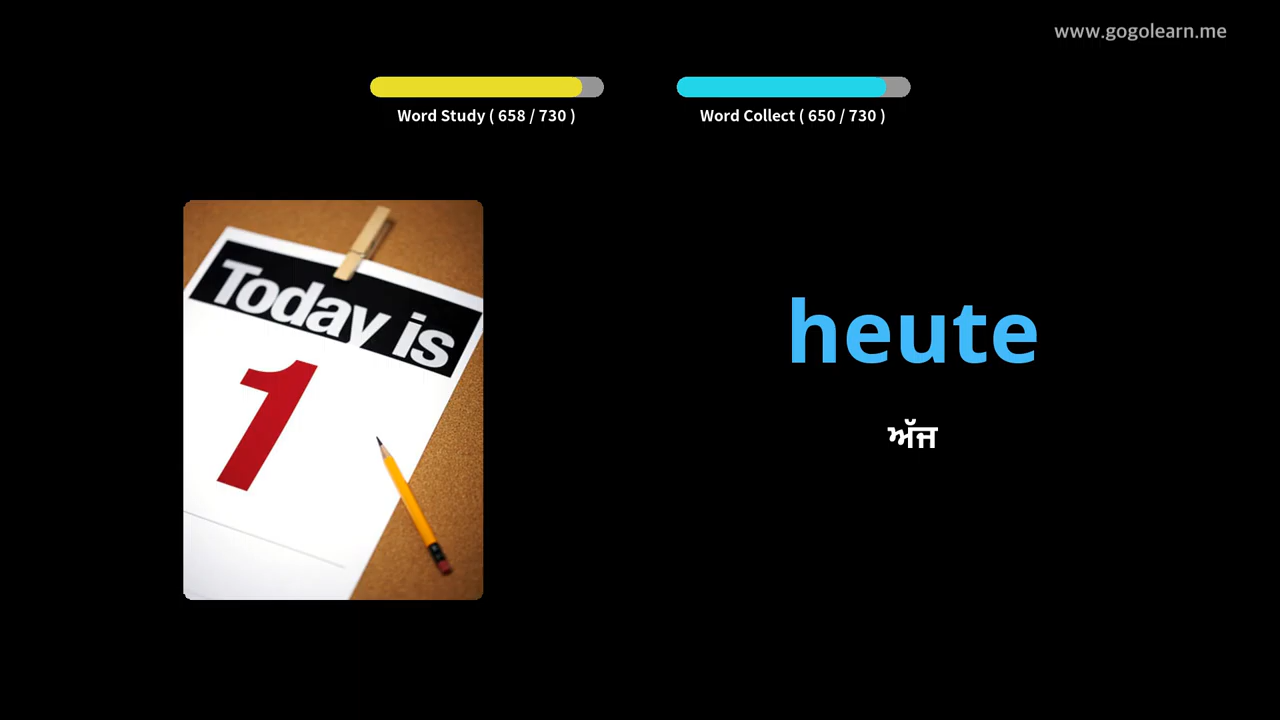 www.gogolearn.me
Word Study ( 658 / 730 )
Word Collect ( 650 / 730 )
Today is
1
heute
ਅੱਜ